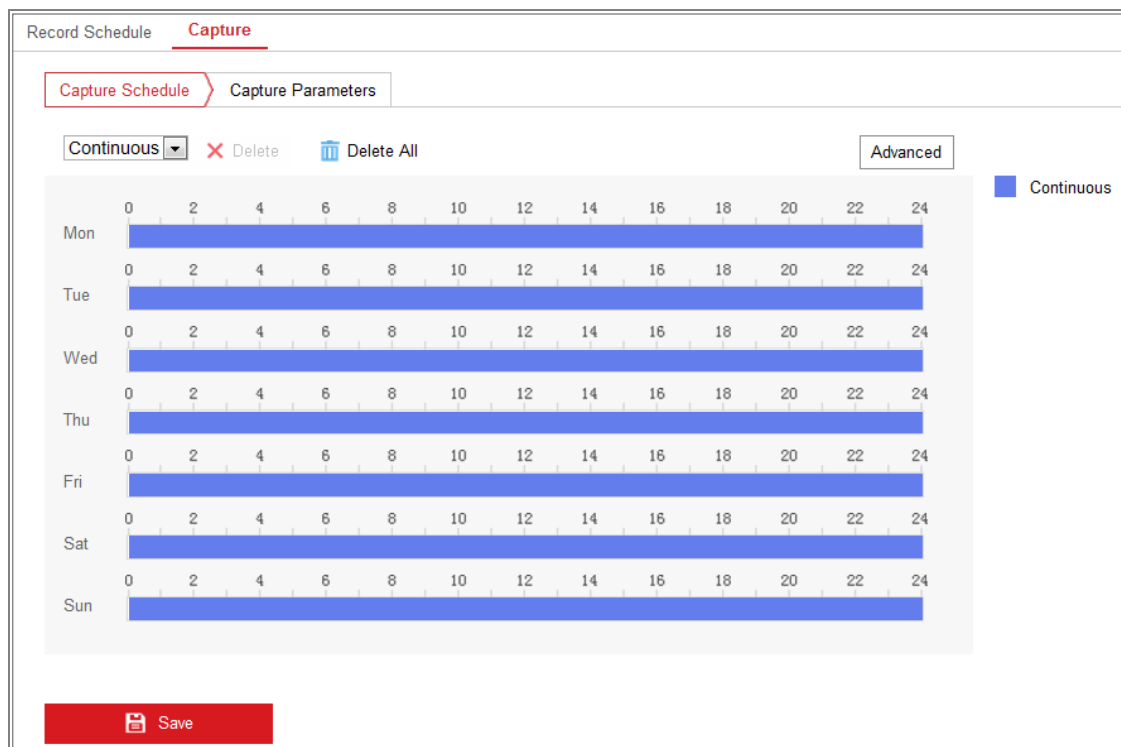 Record Schedule Capture
Capture Schedule Capture Parameters
Continuous Delete Delete All Advanced
Continuous
0 2 4 6 8 10 12 14 16 18 20 22 24
Mon
0 2 4 6 8 10 12 14 16 18 20 22 24
Tue
0 2 4 6 8 10 12 14 16 18 20 22 24
Wed
0 2 4 6 8 10 12 14 16 18 20 22 24
Thu
0 2 4 6 8 10 12 14 16 18 20 22 24
Fri
0 2 4 6 8 10 12 14 16 18 20 22 24
Sat
0 2 4 6 8 10 12 14 16 18 20 22 24
Sun
Save